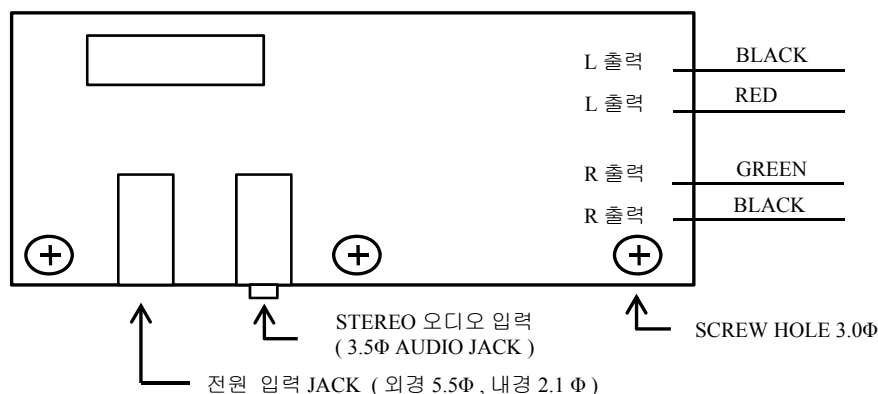 L 출력 BLACK
L 출력 RED
R 출력 GREEN
R 출력 BLACK
STEREO 오디오 입력
( 3.5Φ AUDIO JACK )
SCREW HOLE 3.0Φ
전원 입력 JACK ( 외경 5.5Φ , 내경 2.1 Φ )